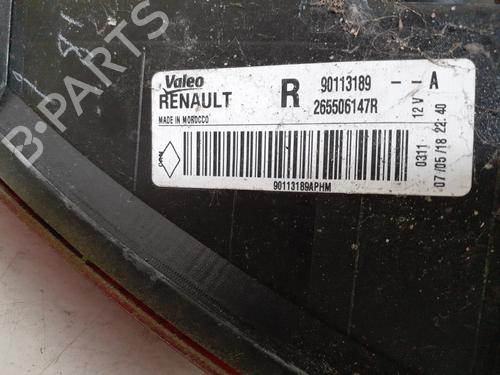 Valeo
RENAULT
MADE IN MOROCCO
R
90113189 -- A
265506147R
12 V
0311
07/05/18 22:40
90113189APHM
B-PARTS